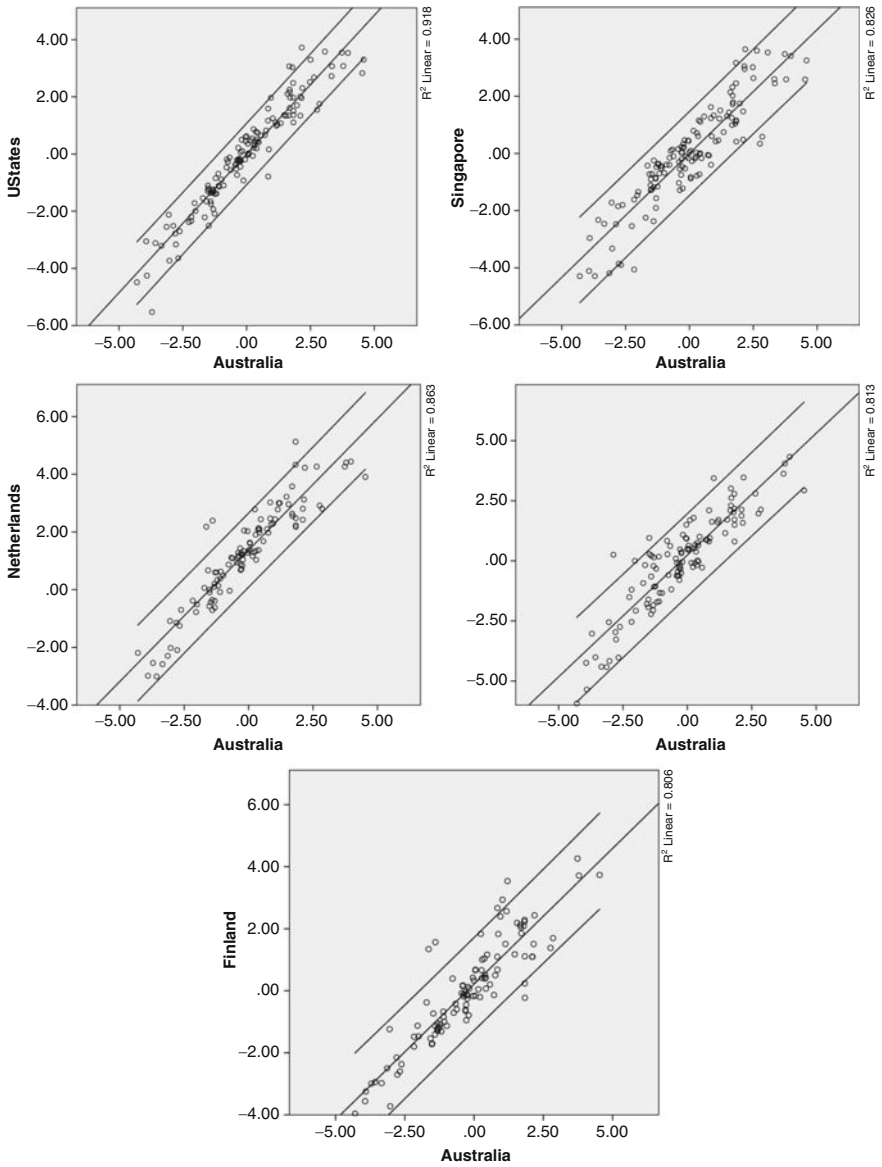 4.00
2.00
.00
−2.00
−4.00
−6.00
UStates
−5.00 −2.50 .00 2.50 5.00
Australia
R² Linear = 0.918
4.00
2.00
.00
−2.00
−4.00
−6.00
Singapore
−5.00 −2.50 .00 2.50 5.00
Australia
R² Linear = 0.826
6.00
4.00
2.00
.00
−2.00
−4.00
Netherlands
−5.00 −2.50 .00 2.50 5.00
Australia
R² Linear = 0.863
5.00
2.50
.00
−2.50
−5.00
−5.00 −2.50 .00 2.50 5.00
Australia
R² Linear = 0.813
6.00
4.00
2.00
.00
−2.00
−4.00
Finland
−5.00 −2.50 .00 2.50 5.00
Australia
R² Linear = 0.806